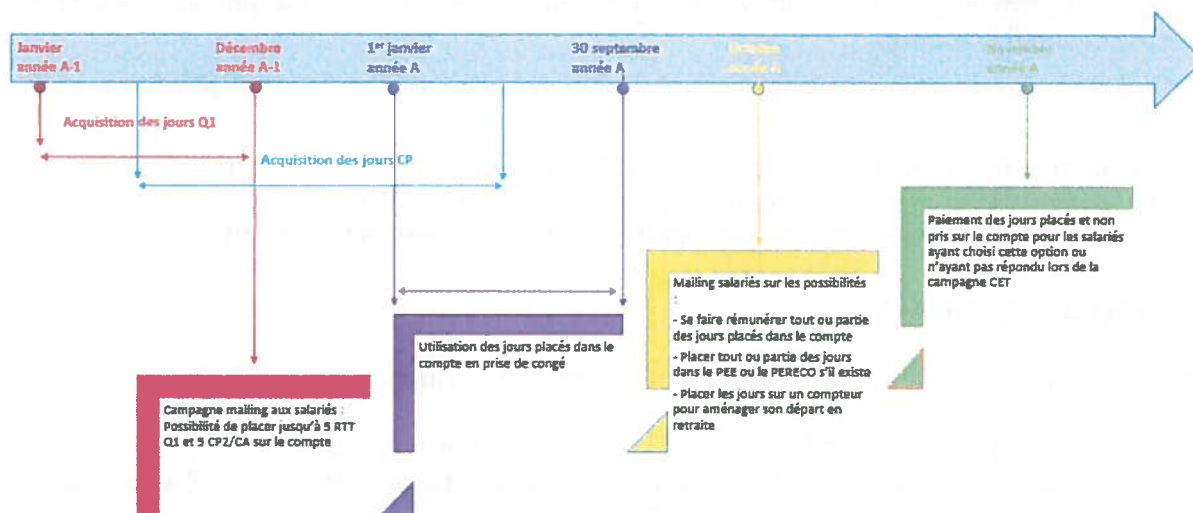 Janvier
année A-1
Décembre
année A-1
1er janvier
année A
30 septembre
année A
Octobre
année A
Novembre
année A
Acquisition des jours Q1
Acquisition des jours CP
Campagne mailing aux salariés :
Possibilité de placer jusqu'à 5 RTT
Q1 et 5 CP2/CA sur le compte
Utilisation des jours placés dans le
compte en prise de congé
Mailing salariés sur les possibilités
:
- Se faire rémunérer tout ou partie
des jours placés dans le compte
- Placer tout ou partie des jours
dans le PEE ou le PERECO s'il existe
- Placer les jours sur un compteur
pour aménager son départ en
retraite
Paiement des jours placés et non
pris sur le compte pour les salariés
ayant choisi cette option ou
n'ayant pas répondu lors de la
campagne CET